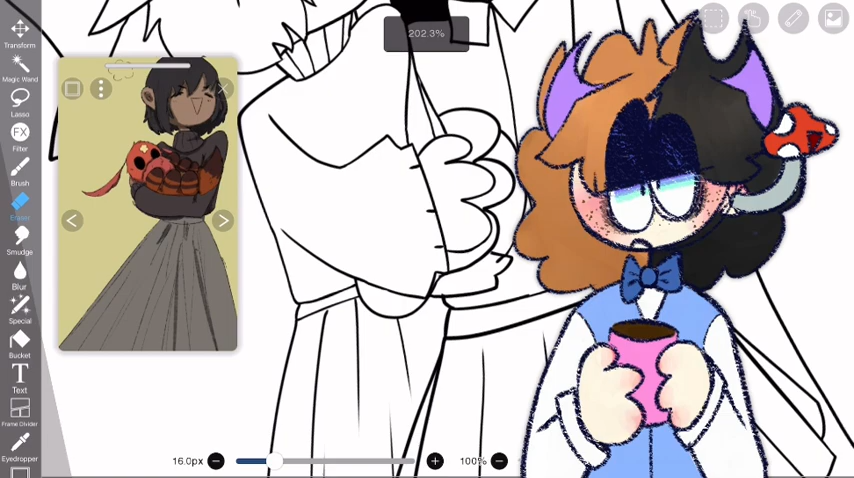 202.3%
Transform
Magic Wand
Lasso
FX
Filter
Brush
Eraser
Smudge
Blur
Special
Bucket
T
Text
Frame Divider
Eyedropper
16.0px
100%